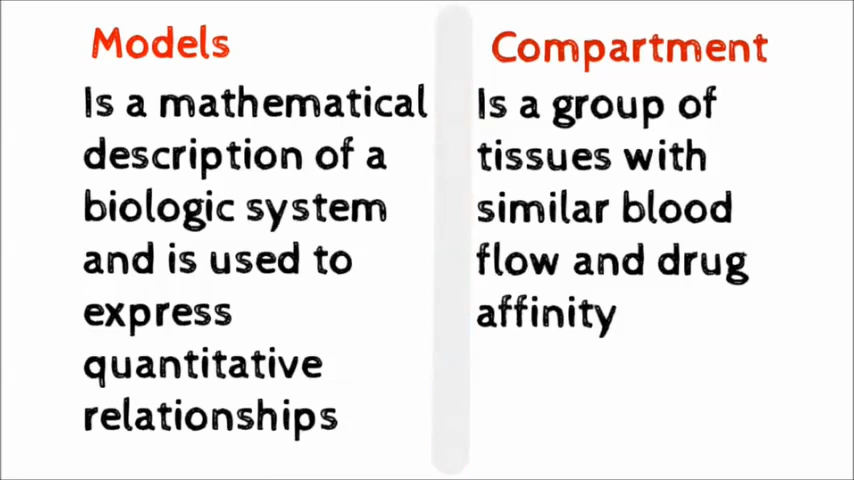 Models
Is a mathematical
description of a
biologic system
and is used to
express
quantitative
relationships
Compartment
Is a group of
tissues with
similar blood
flow and drug
affinity